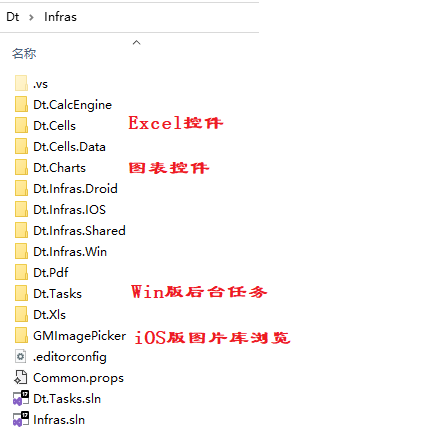 Dt > Infras
名称
.vs
Dt.CalcEngine
Dt.Cells Excel控件
Dt.Cells.Data
Dt.Charts 图表控件
Dt.Infras.Droid
Dt.Infras.IOS
Dt.Infras.Shared
Dt.Infras.Win
Dt.Pdf
Dt.Tasks Win版后台任务
Dt.Xls
GMImagePicker iOS版图片库浏览
.editorconfig
Common.props
Dt.Tasks.sln
Infras.sln